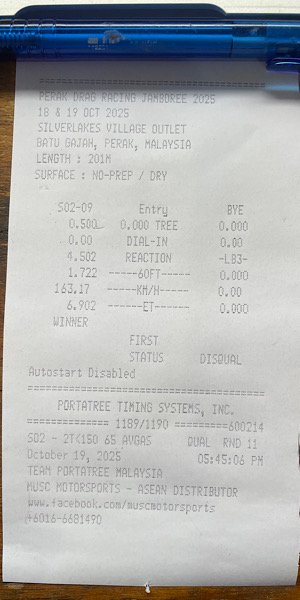 =================================
PERAK DRAG RACING JAMBOREE 2025
18 & 19 OCT 2025
SILVERLAKES VILLAGE OUTLET
BATU GAJAH, PERAK, MALAYSIA
LENGTH : 201M
SURFACE : NO-PREP / DRY
S02-09 Entry BYE
0.500 0.000 TREE 0.000
0.00 DIAL-IN 0.00
4.502 REACTION -LB3-
1.722 -----60FT------ 0.000
163.17 -----KM/H------ 0.00
6.902 ------ET------- 0.000
WINNER
FIRST
STATUS DISQUAL
Autostart Disabled
=================================
PORTATREE TIMING SYSTEMS, INC.
============= 1189/1190 =========600214
S02 - 2T<150 65 AVGAS DUAL RND 11
October 19, 2025 05:45:06 PM
TEAM PORTATREE MALAYSIA
MUSC MOTORSPORTS - ASEAN DISTRIBUTOR
www.facebook.com/muscmotorsports
+6016-6681490